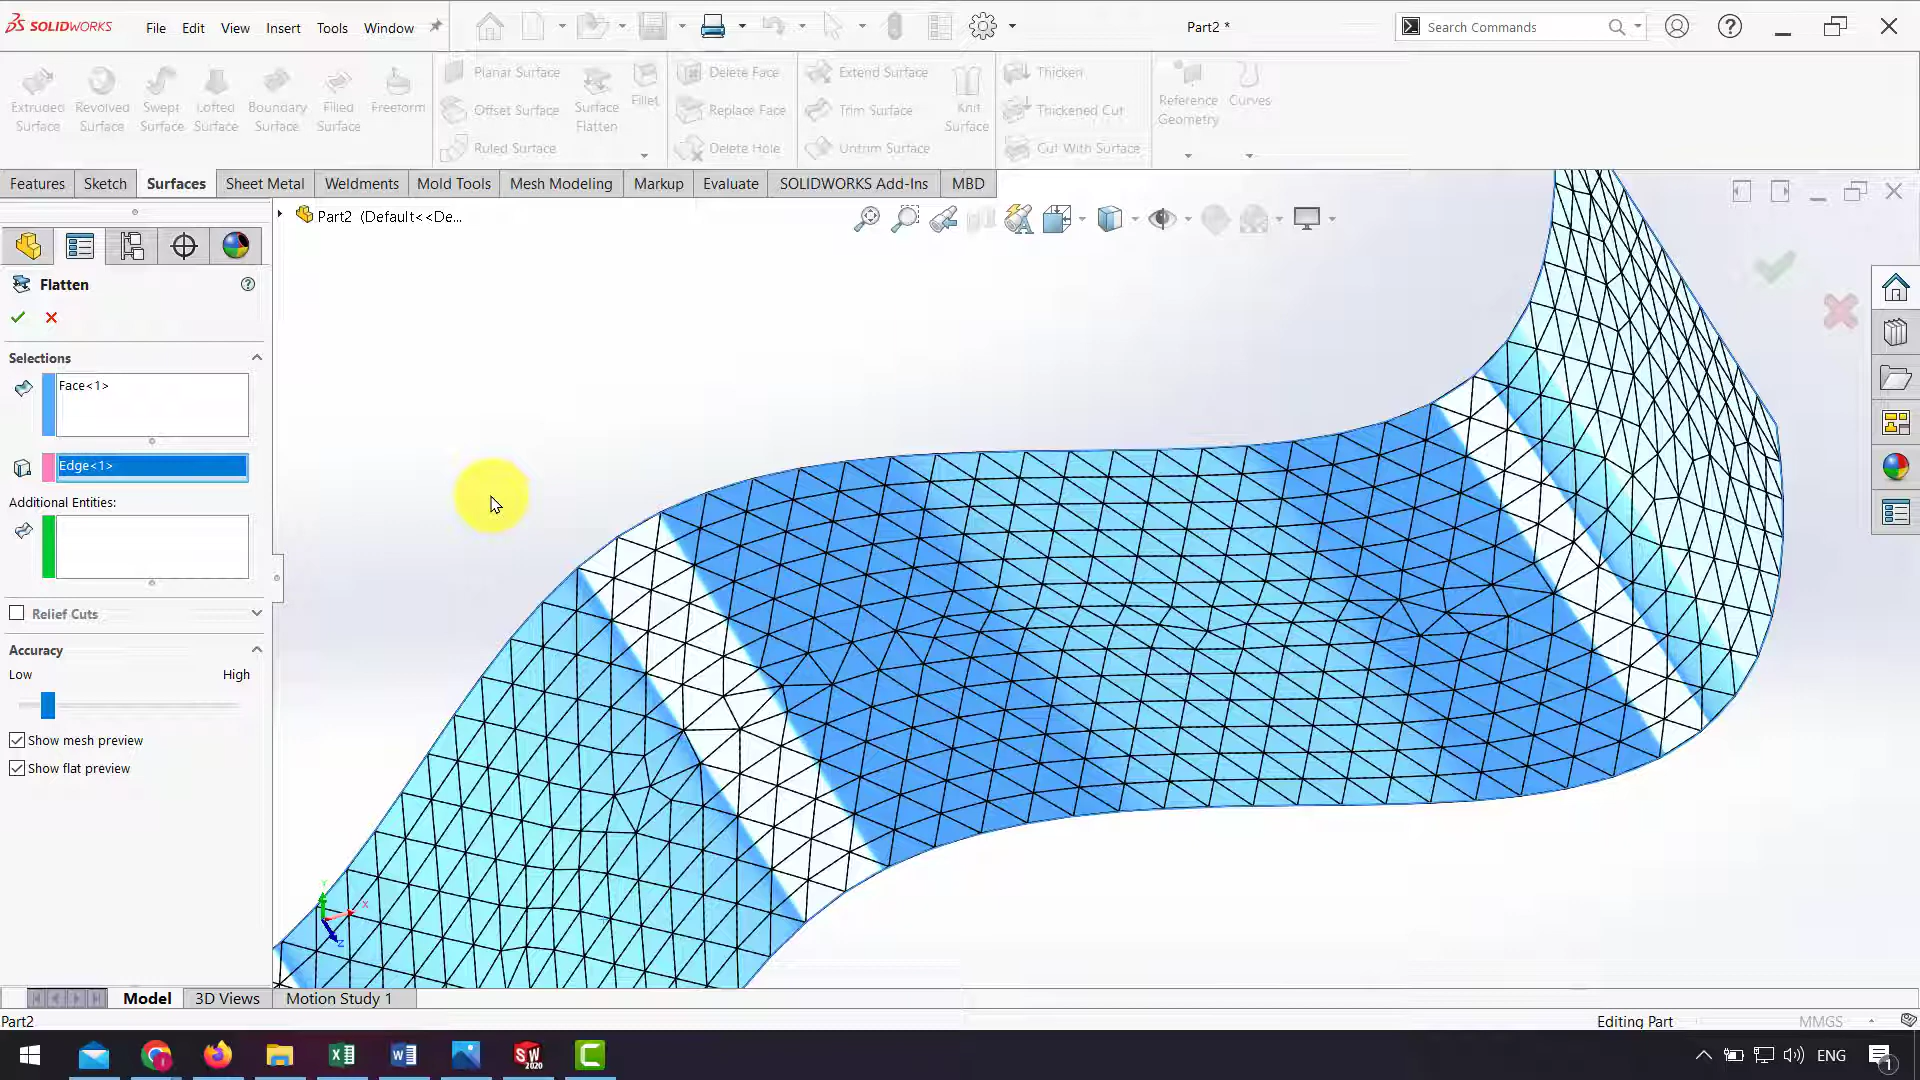 SOLIDWORKS File Edit View Insert Tools Window Part2 * Search Commands
Extruded Surface
Revolved Surface
Swept Surface
Lofted Surface
Boundary Surface
Filled Surface
Freeform
Planar Surface
Offset Surface
Ruled Surface
Surface Flatten
Fillet
Delete Face
Replace Face
Delete Hole
Extend Surface
Trim Surface
Untrim Surface
Knit Surface
Thicken
Thickened Cut
Cut With Surface
Reference Geometry
Curves
Features Sketch Surfaces Sheet Metal Weldments Mold Tools Mesh Modeling Markup Evaluate SOLIDWORKS Add-Ins MBD
Part2 (Default<<De...
Flatten
Selections
Face<1>
Edge<1>
Additional Entities:
Relief Cuts
Accuracy
Low High
Show mesh preview
Show flat preview
Y
X
Z
Model 3D Views Motion Study 1
Part2 Editing Part MMGS
SW 2020
ENG
1